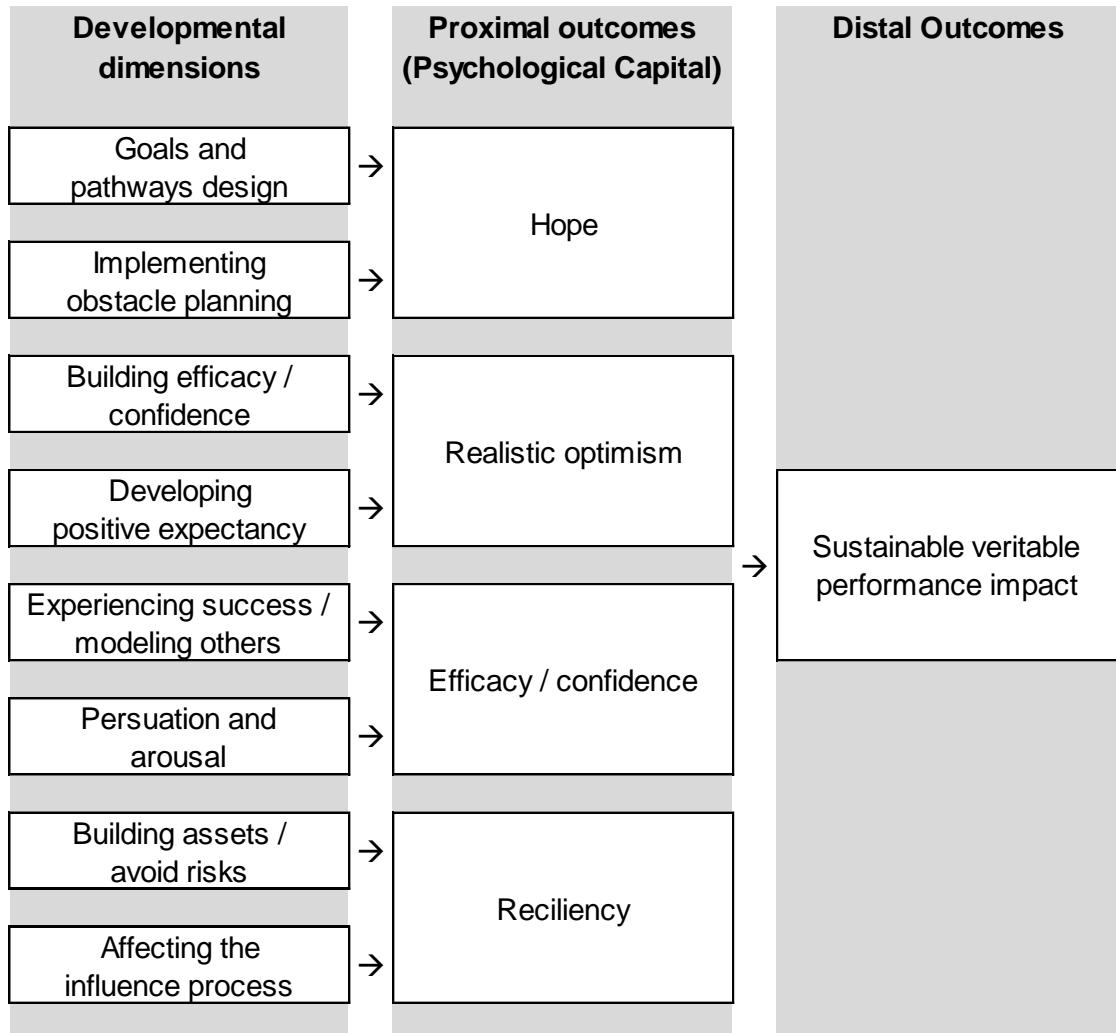 Developmental
dimensions
Proximal outcomes
(Psychological Capital)
Distal Outcomes
Goals and
pathways design
→
Hope
Implementing
obstacle planning
→
Building efficacy /
confidence
→
Realistic optimism
Developing
positive expectancy
→
→
Sustainable veritable
performance impact
Experiencing success /
modeling others
→
Efficacy / confidence
Persuation and
arousal
→
Building assets /
avoid risks
→
Reciliency
Affecting the
influence process
→